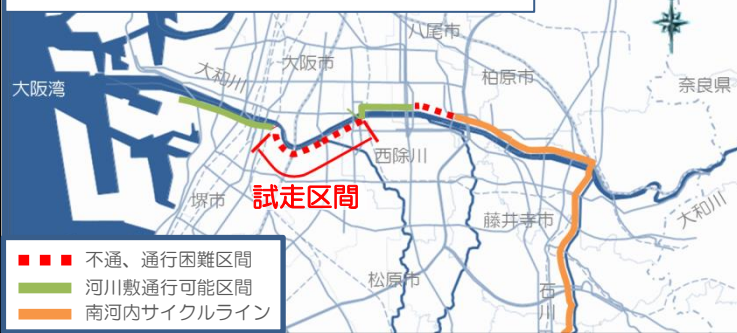 八尾市
大和川
大阪市
柏原市
奈良県
大阪湾
西除川
試走区間
堺市
藤井寺市
大和川
松原市
石川
不通、通行困難区間
河川敷通行可能区間
南河内サイクルライン